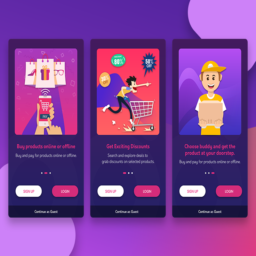 Buy products online or offline
Buy and pay for products online or offline
SIGN UP
LOGIN
Continue as Guest
Get Exciting Discounts
Search and explore deals to
grab discounts on selected products.
SIGN UP
LOGIN
Continue as Guest
Choose buddy and get the
product at your doorstep.
Buy and pay for products online or offline
SIGN UP
LOGIN
Continue as Guest